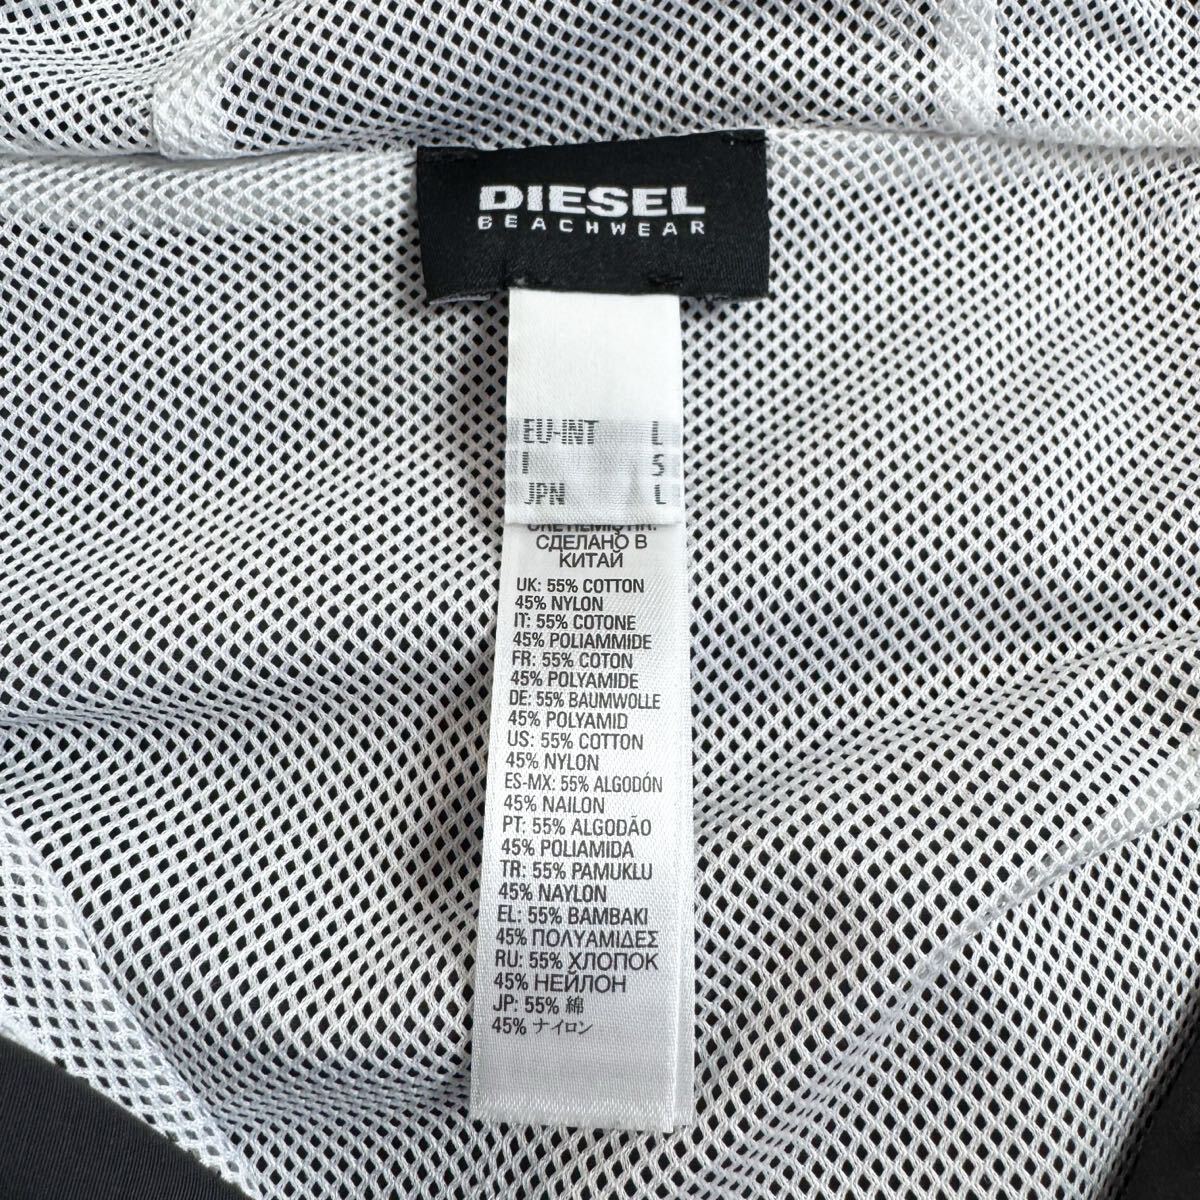 DIESEL
BEACHWEAR
EU-INT L
I 5
JPN L
СДЕЛАНО В
КИТАЙ
UK: 55% COTTON
45% NYLON
IT: 55% COTONE
45% POLIAMMIDE
FR: 55% COTON
45% POLYAMIDE
DE: 55% BAUMWOLLE
45% POLYAMID
US: 55% COTTON
45% NYLON
ES-MX: 55% ALGODÓN
45% NAILON
PT: 55% ALGODÃO
45% POLIAMIDA
TR: 55% PAMUKLU
45% NAYLON
EL: 55% BAMBAKI
45% ΠΟΛΥΑΜΙΔΕΣ
RU: 55% ХЛОПОК
45% НЕЙЛОН
JP: 55% 綿
45% ナイロン